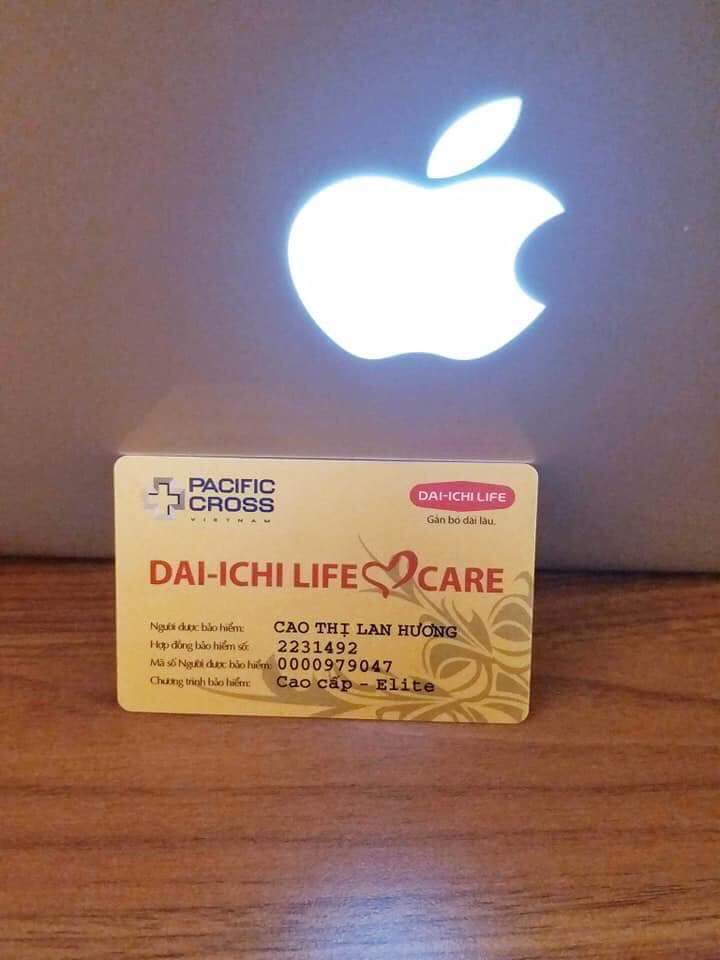 PACIFIC
CROSS
VIETNAM
DAI-ICHI LIFE
Gắn bó dài lâu.
DAI-ICHI LIFE CARE
Người được bảo hiểm: CAO THỊ LAN HƯƠNG
Hợp đồng bảo hiểm số: 2231492
Mã số Người được bảo hiểm: 0000979047
Chương trình bảo hiểm: Cao cấp - Elite